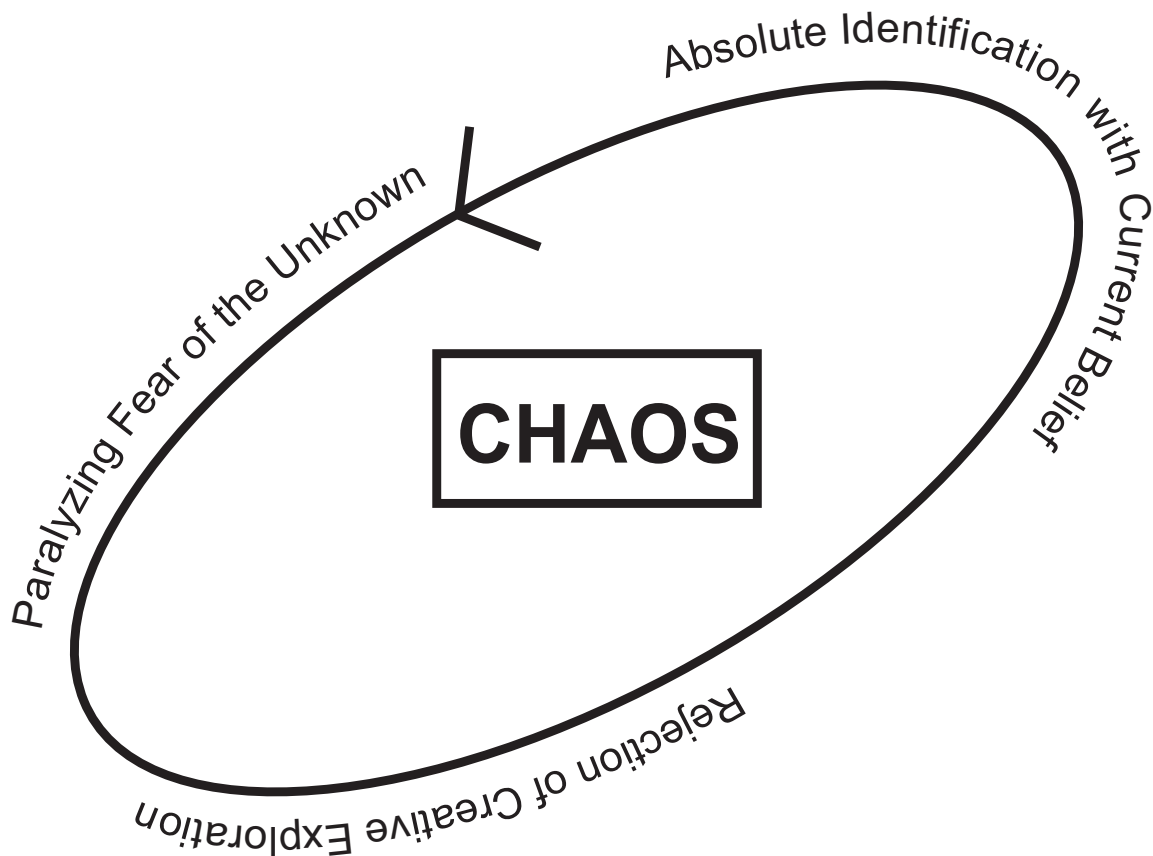 Absolute Identification with Current Belief
Paralyzing Fear of the Unknown
CHAOS
Rejection of Creative Exploration